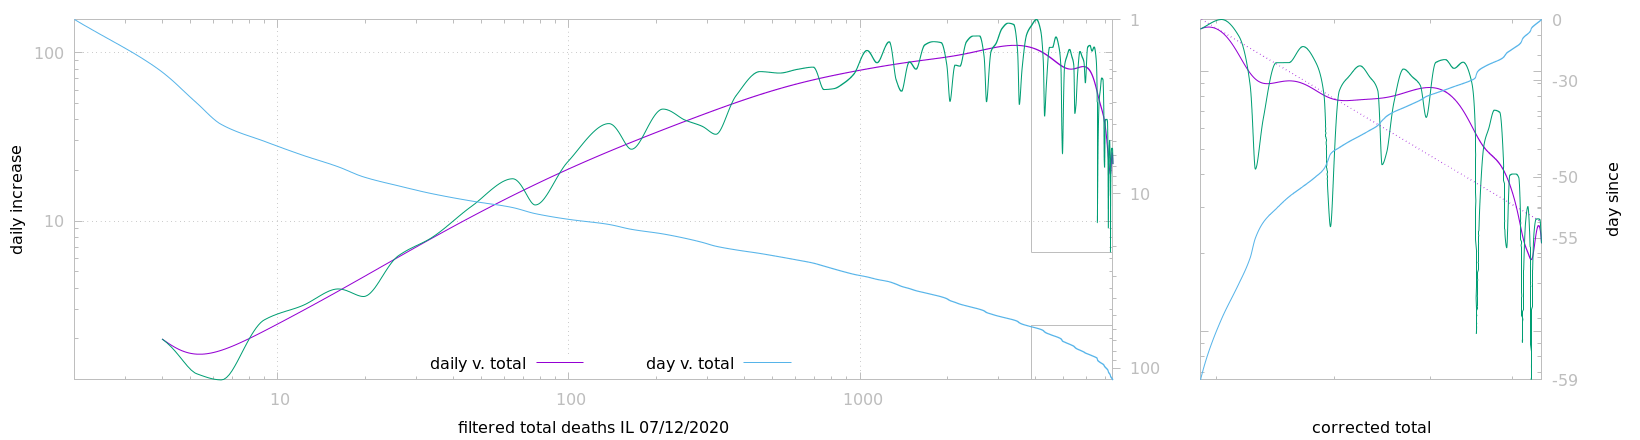 daily increase
100
10
daily v. total
day v. total
10
100
1000
filtered total deaths IL 07/12/2020
1
10
100
day since
0
-30
-50
-55
-59
corrected total